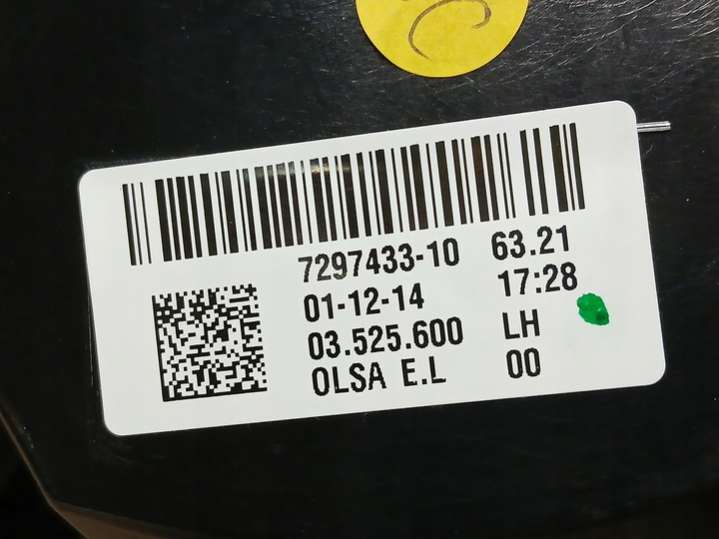 7297433-10 63.21
01-12-14 17:28
03.525.600 LH
OLSA E.L 00